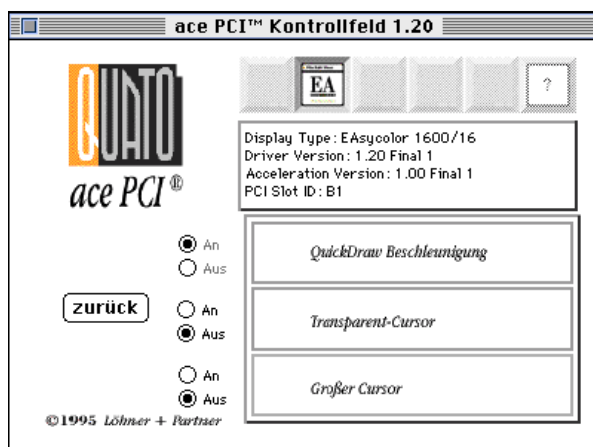 ace PCI™ Kontrollfeld 1.20
QUATO
ace PCI®
EA
?
Display Type: EAsycolor 1600/16
Driver Version: 1.20 Final 1
Acceleration Version: 1.00 Final 1
PCI Slot ID: B1
An
Aus
QuickDraw Beschleunigung
zurück
An
Aus
Transparent-Cursor
An
Aus
Großer Cursor
©1995 Löhner + Partner